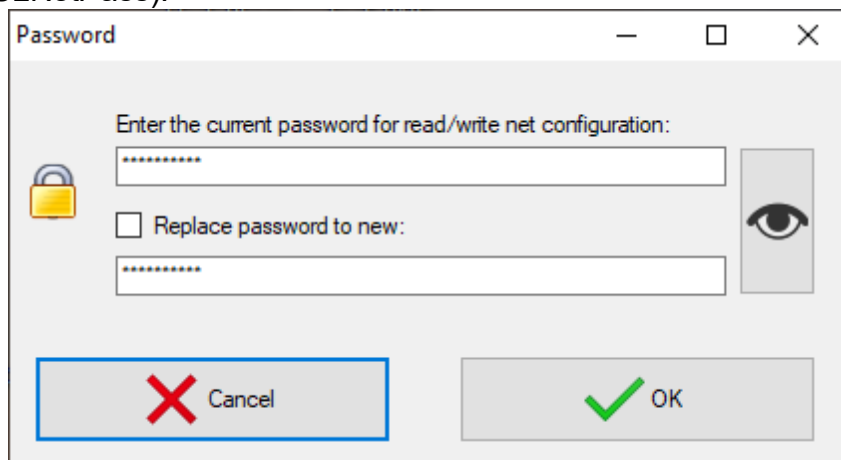 Password
Enter the current password for read/write net configuration:
**********
Replace password to new:
**********
Cancel
OK